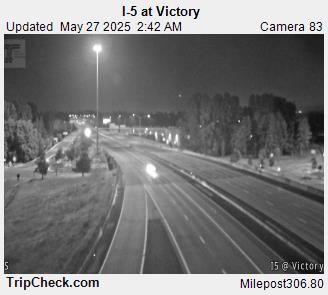 I-5 at Victory
Updated May 27 2025 2:42 AM Camera 83
S
I5 @ Victory
TripCheck.com Milepost306.80